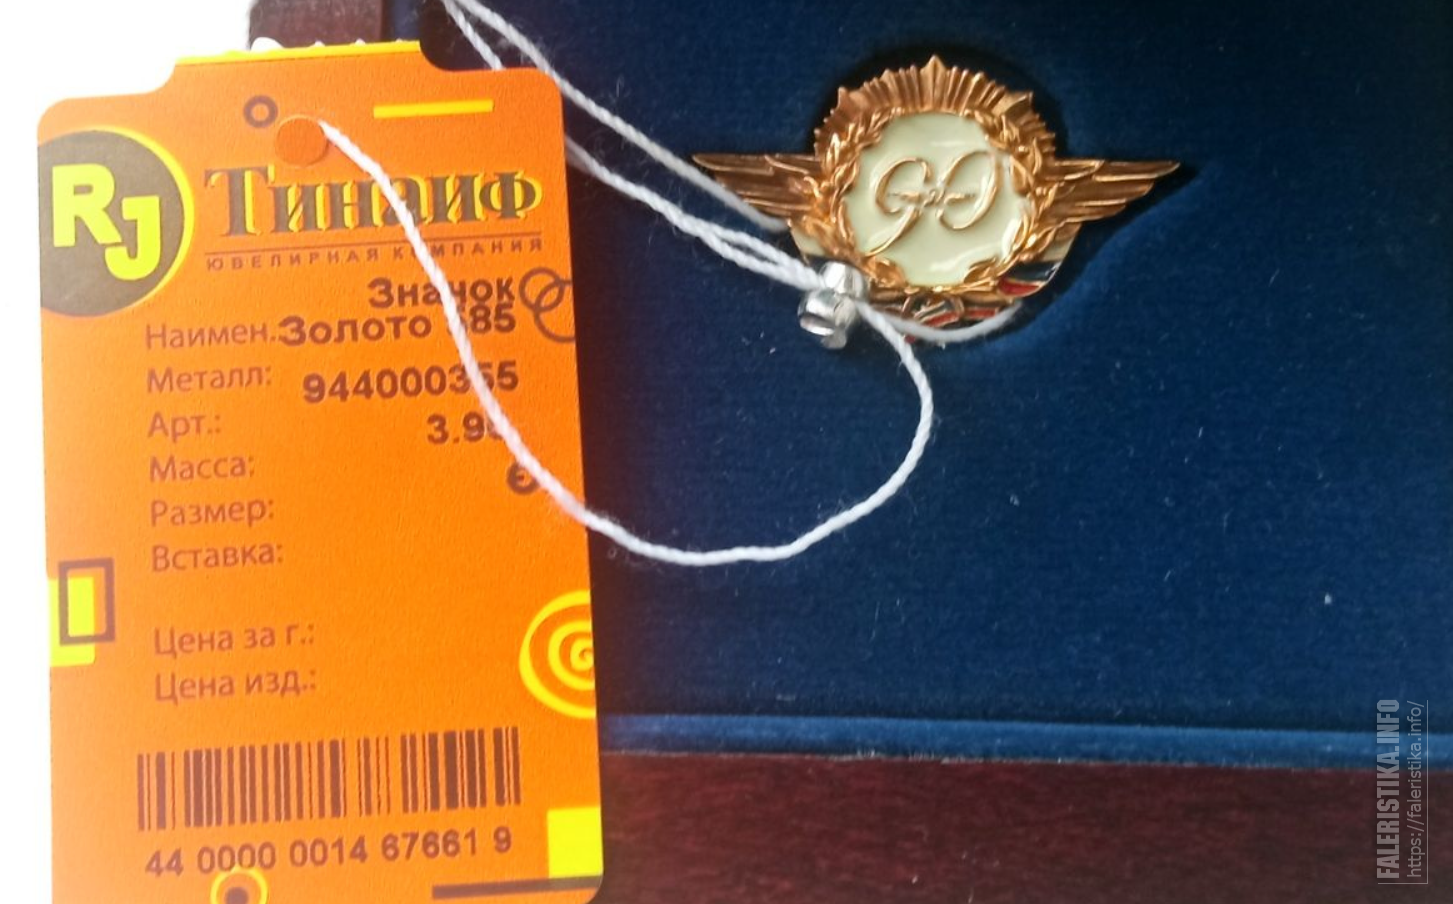 RJ
Тинаиф
ЮВЕЛИРНАЯ КОМПАНИЯ
Значок
Наимен.: Золото 585
Металл: 944000355
Арт.:
Масса:
Размер:
Вставка:
Цена за г.:
Цена изд.:
44 0000 0014 67661 9
90
FALERISTIKA.INFO
https://faleristika.info/